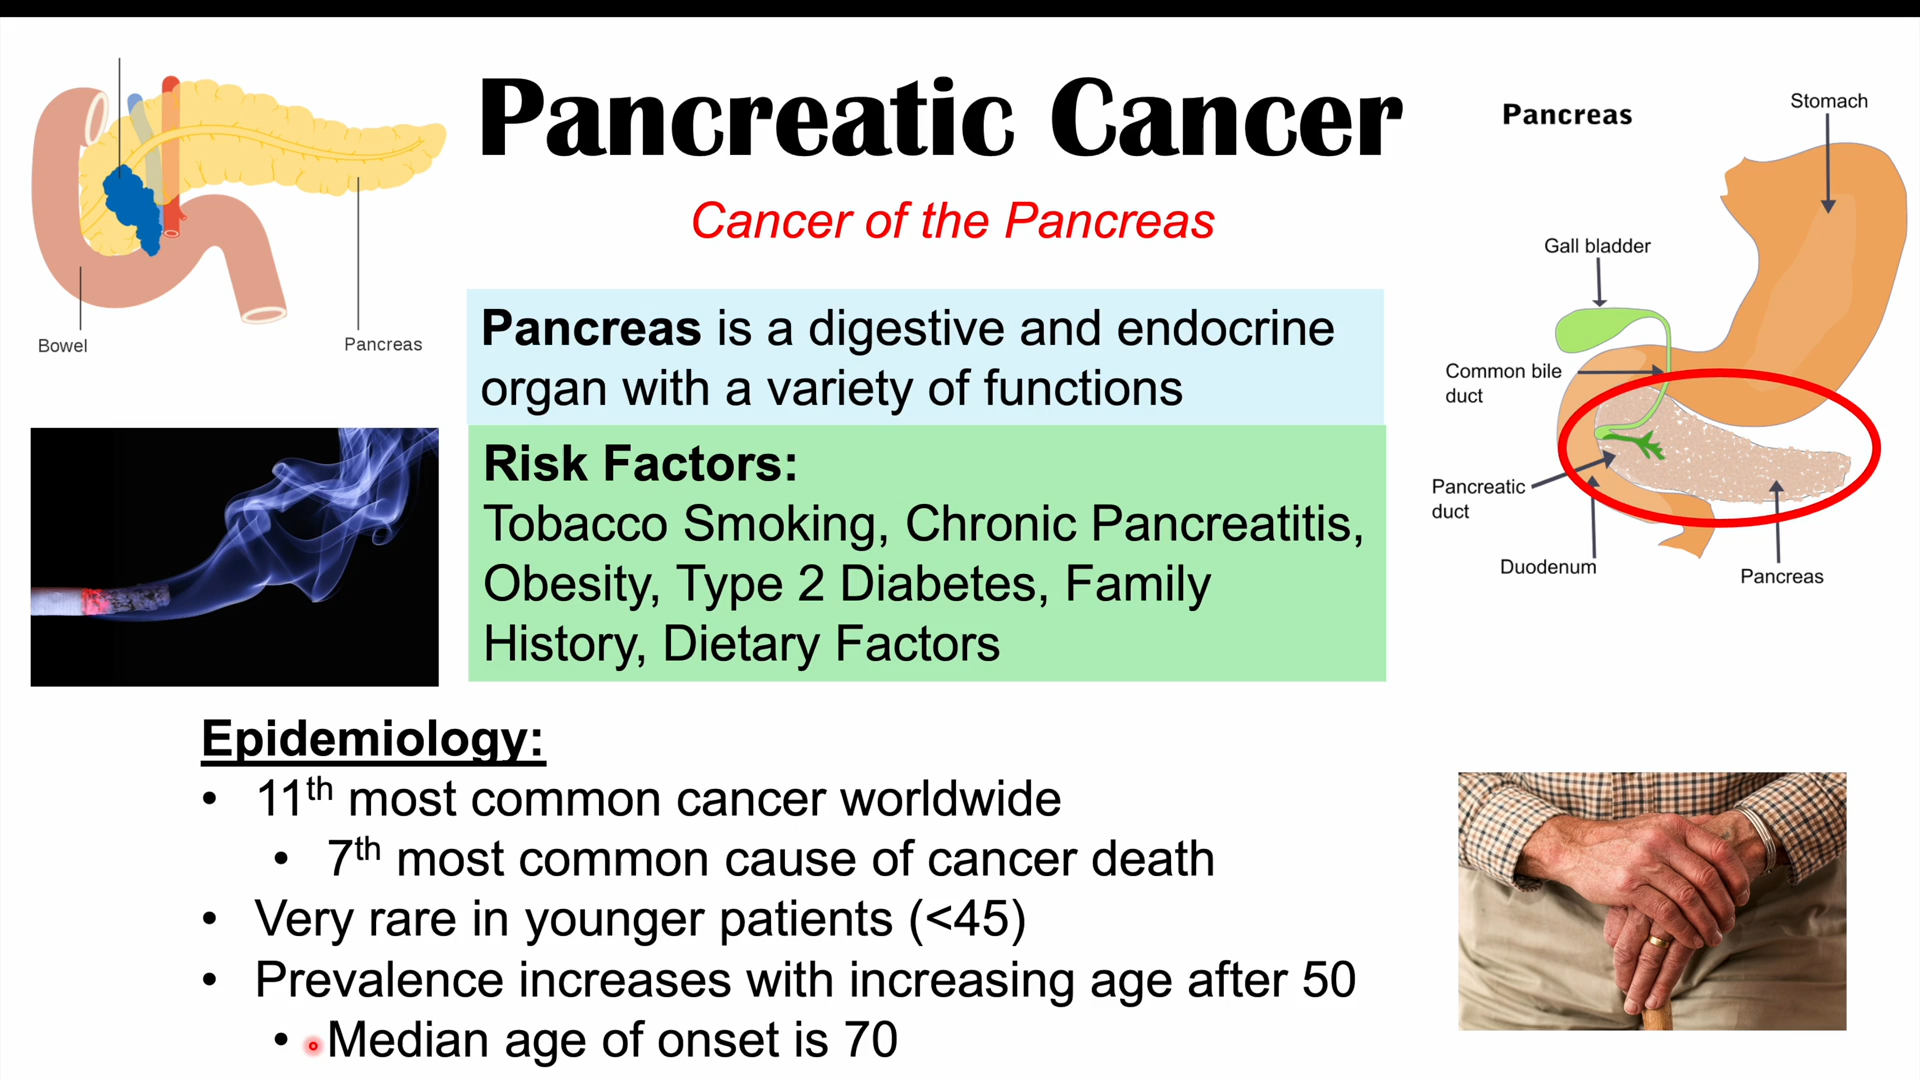 Pancreatic Cancer
Cancer of the Pancreas
Bowel
Pancreas
Pancreas is a digestive and endocrine
organ with a variety of functions
Risk Factors:
Tobacco Smoking, Chronic Pancreatitis,
Obesity, Type 2 Diabetes, Family
History, Dietary Factors
Pancreas
Stomach
Gall bladder
Common bile
duct
Pancreatic
duct
Duodenum
Pancreas
Epidemiology:
• 11th most common cancer worldwide
• 7th most common cause of cancer death
• Very rare in younger patients (<45)
• Prevalence increases with increasing age after 50
• Median age of onset is 70